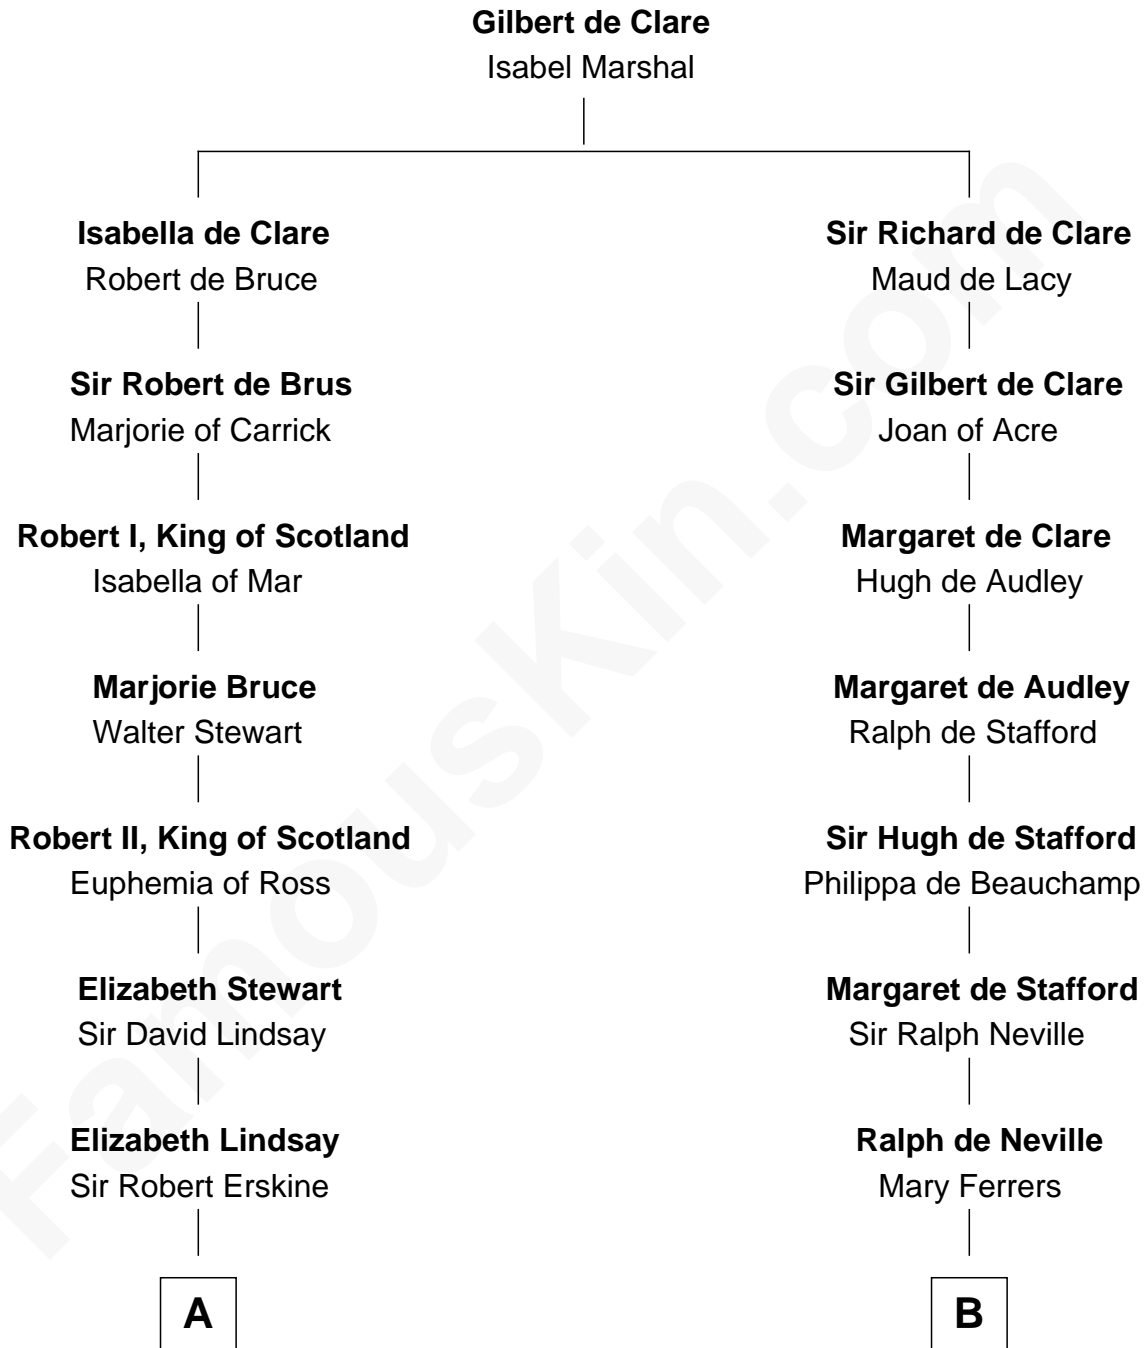 Gilbert de Clare
Isabel Marshal
Isabella de Clare
Robert de Bruce
Sir Richard de Clare
Maud de Lacy
Sir Robert de Brus
Marjorie of Carrick
Sir Gilbert de Clare
Joan of Acre
Robert I, King of Scotland
Isabella of Mar
Margaret de Clare
Hugh de Audley
Marjorie Bruce
Walter Stewart
Margaret de Audley
Ralph de Stafford
Robert II, King of Scotland
Euphemia of Ross
Sir Hugh de Stafford
Philippa de Beauchamp
Elizabeth Stewart
Sir David Lindsay
Margaret de Stafford
Sir Ralph Neville
Elizabeth Lindsay
Sir Robert Erskine
Ralph de Neville
Mary Ferrers
A
B
FamousKin.com